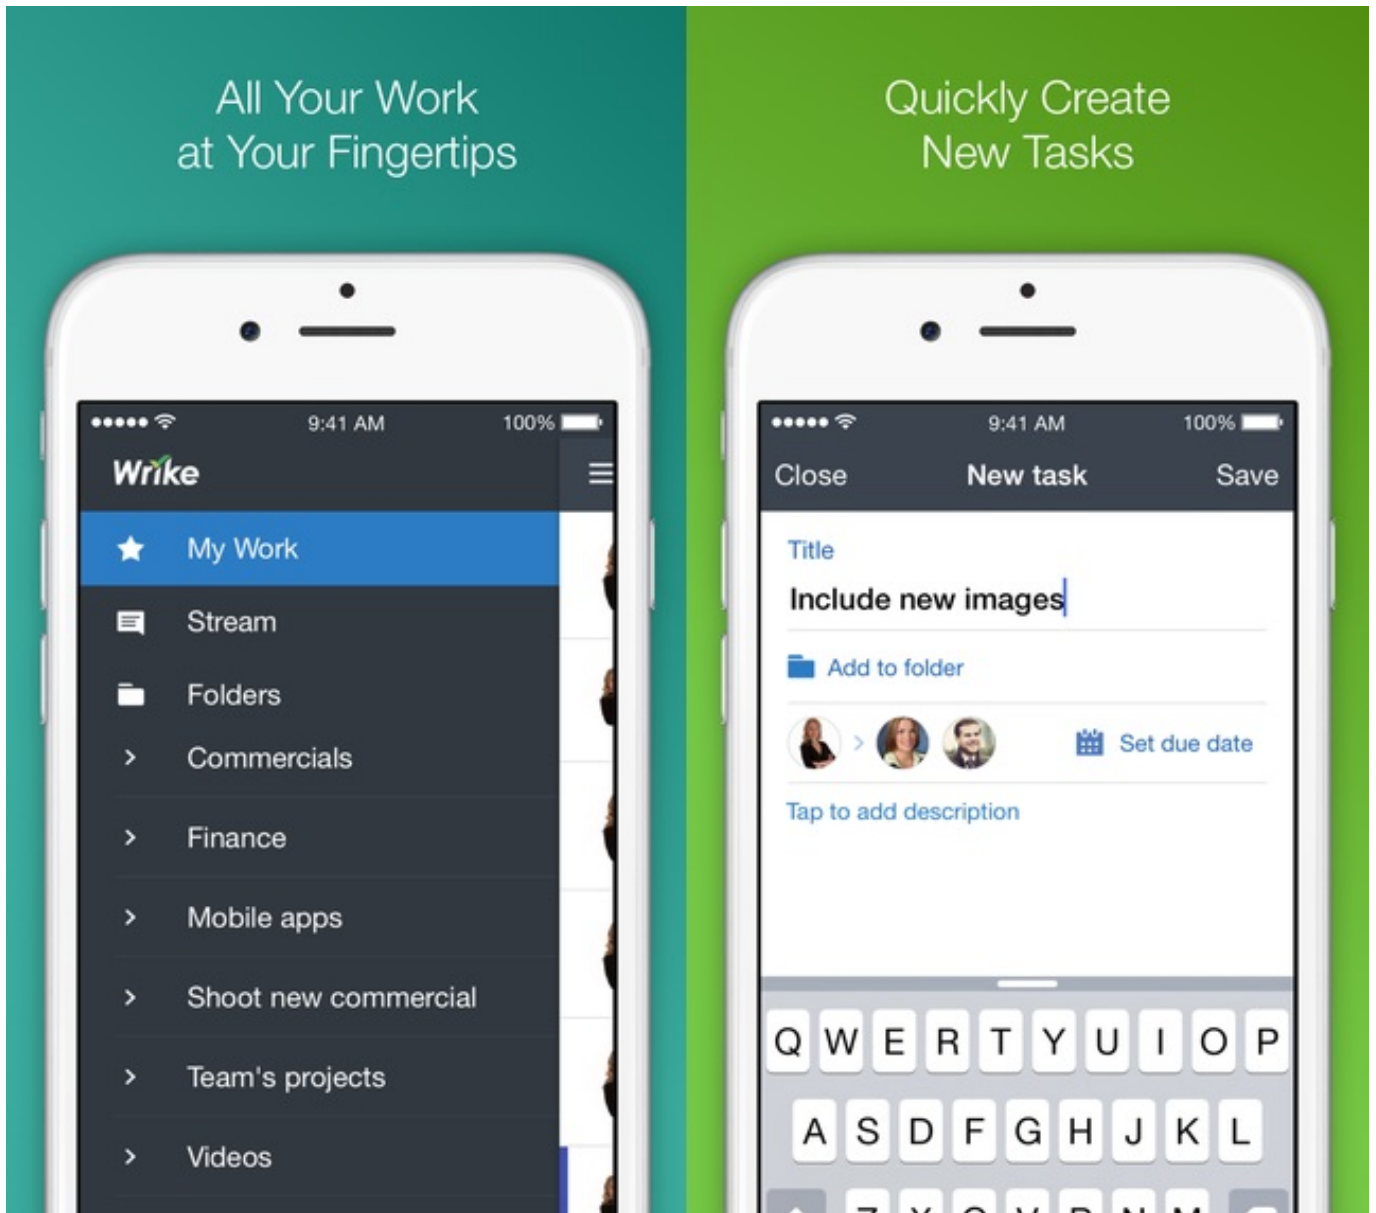 All Your Work
at Your Fingertips
9:41 AM 100%
Wrike
My Work
Stream
Folders
Commercials
Finance
Mobile apps
Shoot new commercial
Team's projects
Videos
Quickly Create
New Tasks
9:41 AM 100%
Close New task Save
Title
Include new images
Add to folder
Set due date
Tap to add description
Q W E R T Y U I O P
A S D F G H J K L
Z X C V B N M